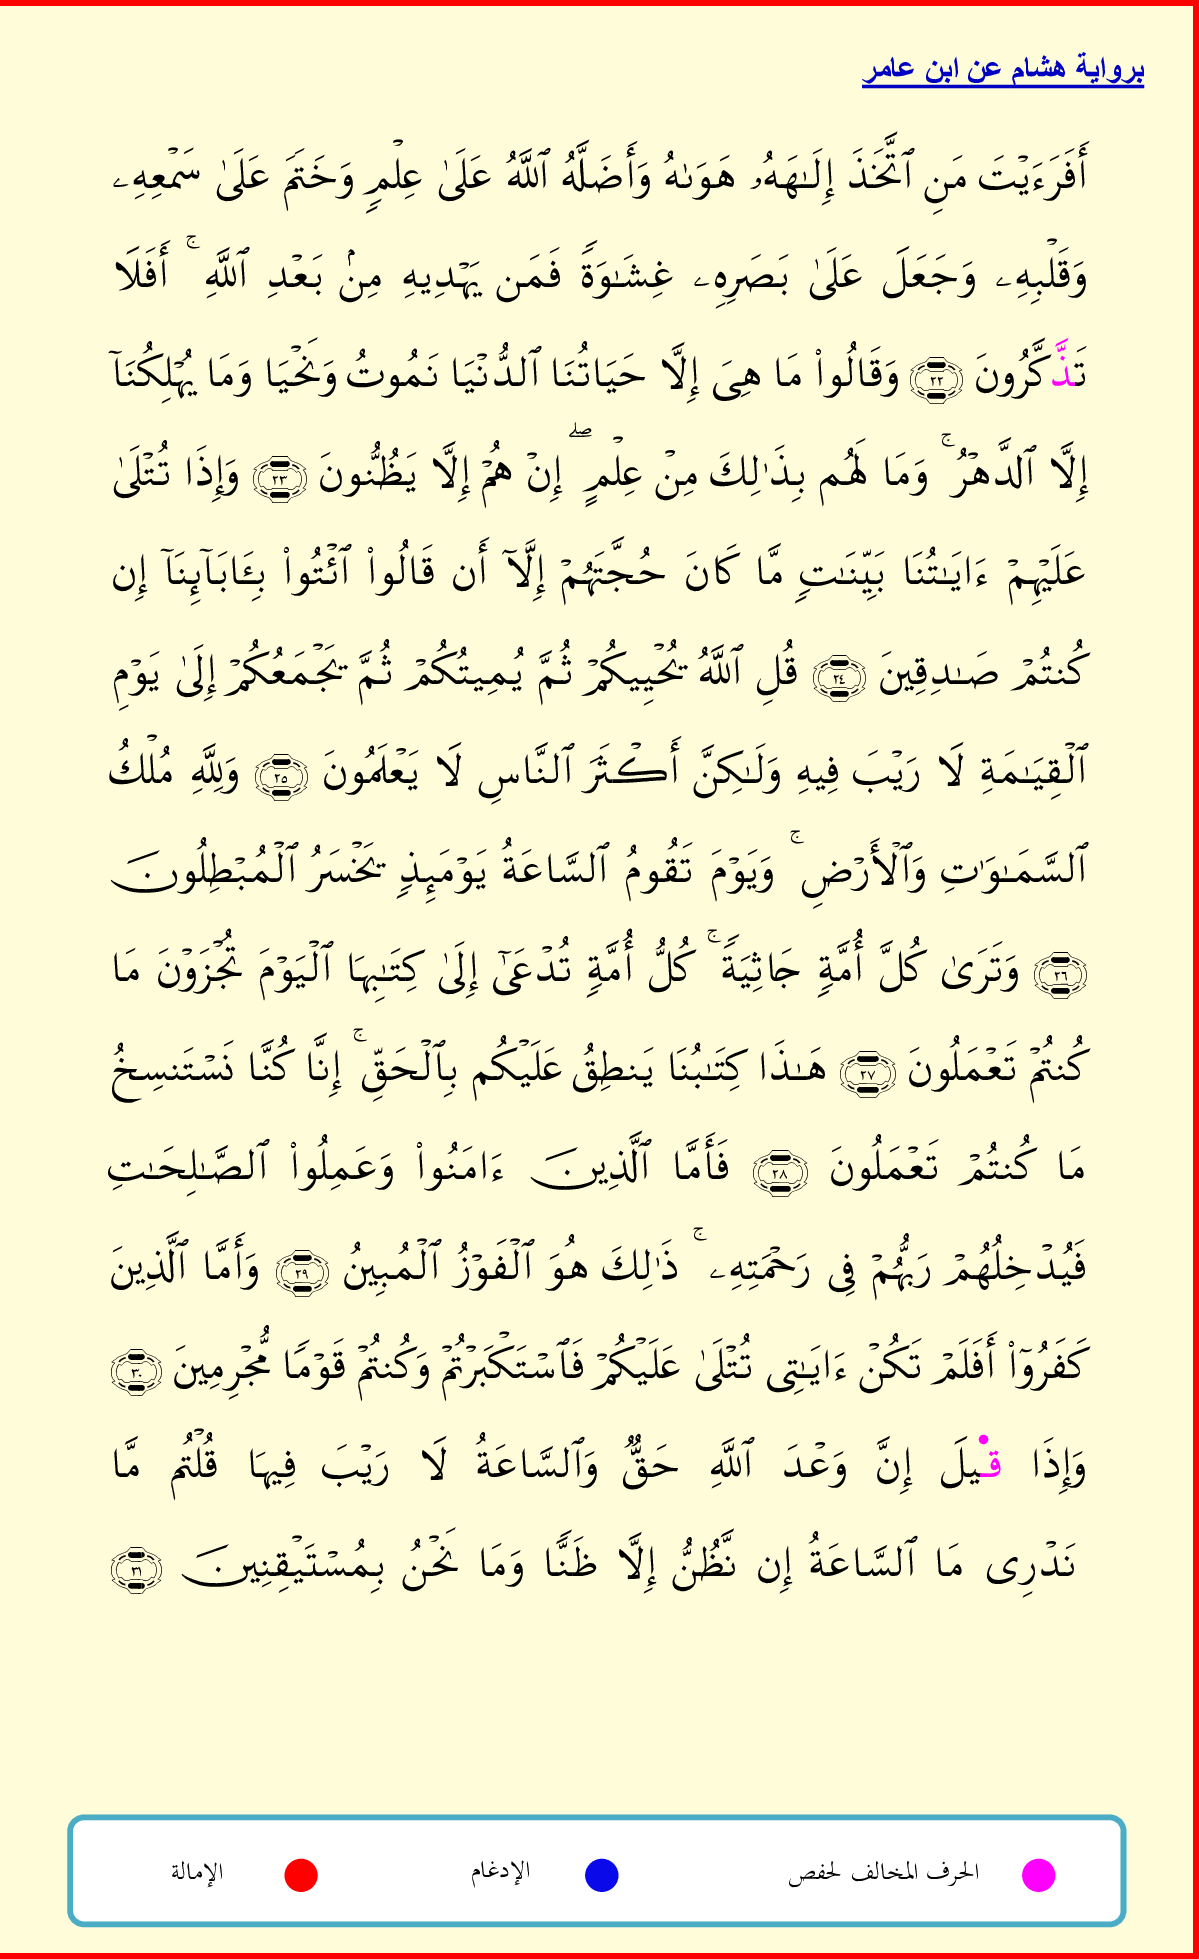 برواية هشام عن ابن عامر
أَفَرَءَيْتَ مَنِ ٱتَّخَذَ إِلَـٰهَهُۥ هَوَىٰهُ وَأَضَلَّهُ ٱللَّهُ عَلَىٰ عِلْمٍ وَخَتَمَ عَلَىٰ سَمْعِهِۦ
وَقَلْبِهِۦ وَجَعَلَ عَلَىٰ بَصَرِهِۦ غِشَـٰوَةً فَمَن يَهْدِيهِ مِنۢ بَعْدِ ٱللَّهِ ۚ أَفَلَا
تَذَّكَّرُونَ ٢٢ وَقَالُوا۟ مَا هِىَ إِلَّا حَيَاتُنَا ٱلدُّنْيَا نَمُوتُ وَنَحْيَا وَمَا يُهْلِكُنَآ
إِلَّا ٱلدَّهْرُ ۚ وَمَا لَهُم بِذَٰلِكَ مِنْ عِلْمٍ ۖ إِنْ هُمْ إِلَّا يَظُنُّونَ ٢٣ وَإِذَا تُتْلَىٰ
عَلَيْهِمْ ءَايَـٰتُنَا بَيِّنَـٰتٍ مَّا كَانَ حُجَّتَهُمْ إِلَّآ أَن قَالُوا۟ ٱئْتُوا۟ بِـَٔابَآئِنَآ إِن
كُنتُمْ صَـٰدِقِينَ ٢٤ قُلِ ٱللَّهُ يُحْيِيكُمْ ثُمَّ يُمِيتُكُمْ ثُمَّ يَجْمَعُكُمْ إِلَىٰ يَوْمِ
ٱلْقِيَـٰمَةِ لَا رَيْبَ فِيهِ وَلَـٰكِنَّ أَكْثَرَ ٱلنَّاسِ لَا يَعْلَمُونَ ٢٥ وَلِلَّهِ مُلْكُ
ٱلسَّمَـٰوَٰتِ وَٱلْأَرْضِ ۚ وَيَوْمَ تَقُومُ ٱلسَّاعَةُ يَوْمَئِذٍ يَخْسَرُ ٱلْمُبْطِلُونَ
٢٦ وَتَرَىٰ كُلَّ أُمَّةٍ جَاثِيَةً ۚ كُلُّ أُمَّةٍ تُدْعَىٰٓ إِلَىٰ كِتَـٰبِهَا ٱلْيَوْمَ تُجْزَوْنَ مَا
كُنتُمْ تَعْمَلُونَ ٢٧ هَـٰذَا كِتَـٰبُنَا يَنطِقُ عَلَيْكُم بِٱلْحَقِّ ۚ إِنَّا كُنَّا نَسْتَنسِخُ
مَا كُنتُمْ تَعْمَلُونَ ٢٨ فَأَمَّا ٱلَّذِينَ ءَامَنُوا۟ وَعَمِلُوا۟ ٱلصَّـٰلِحَـٰتِ
فَيُدْخِلُهُمْ رَبُّهُمْ فِى رَحْمَتِهِۦ ۚ ذَٰلِكَ هُوَ ٱلْفَوْزُ ٱلْمُبِينُ ٢٩ وَأَمَّا ٱلَّذِينَ
كَفَرُوٓا۟ أَفَلَمْ تَكُنْ ءَايَـٰتِى تُتْلَىٰ عَلَيْكُمْ فَٱسْتَكْبَرْتُمْ وَكُنتُمْ قَوْمًا مُّجْرِمِينَ ٣٠
وَإِذَا قۡيلَ إِنَّ وَعْدَ ٱللَّهِ حَقٌّ وَٱلسَّاعَةُ لَا رَيْبَ فِيهَا قُلْتُم مَّا
نَدْرِى مَا ٱلسَّاعَةُ إِن نَّظُنُّ إِلَّا ظَنًّا وَمَا نَحْنُ بِمُسْتَيْقِنِينَ ٣١
الحرف المخالف لحفص الإدغام الإمالة